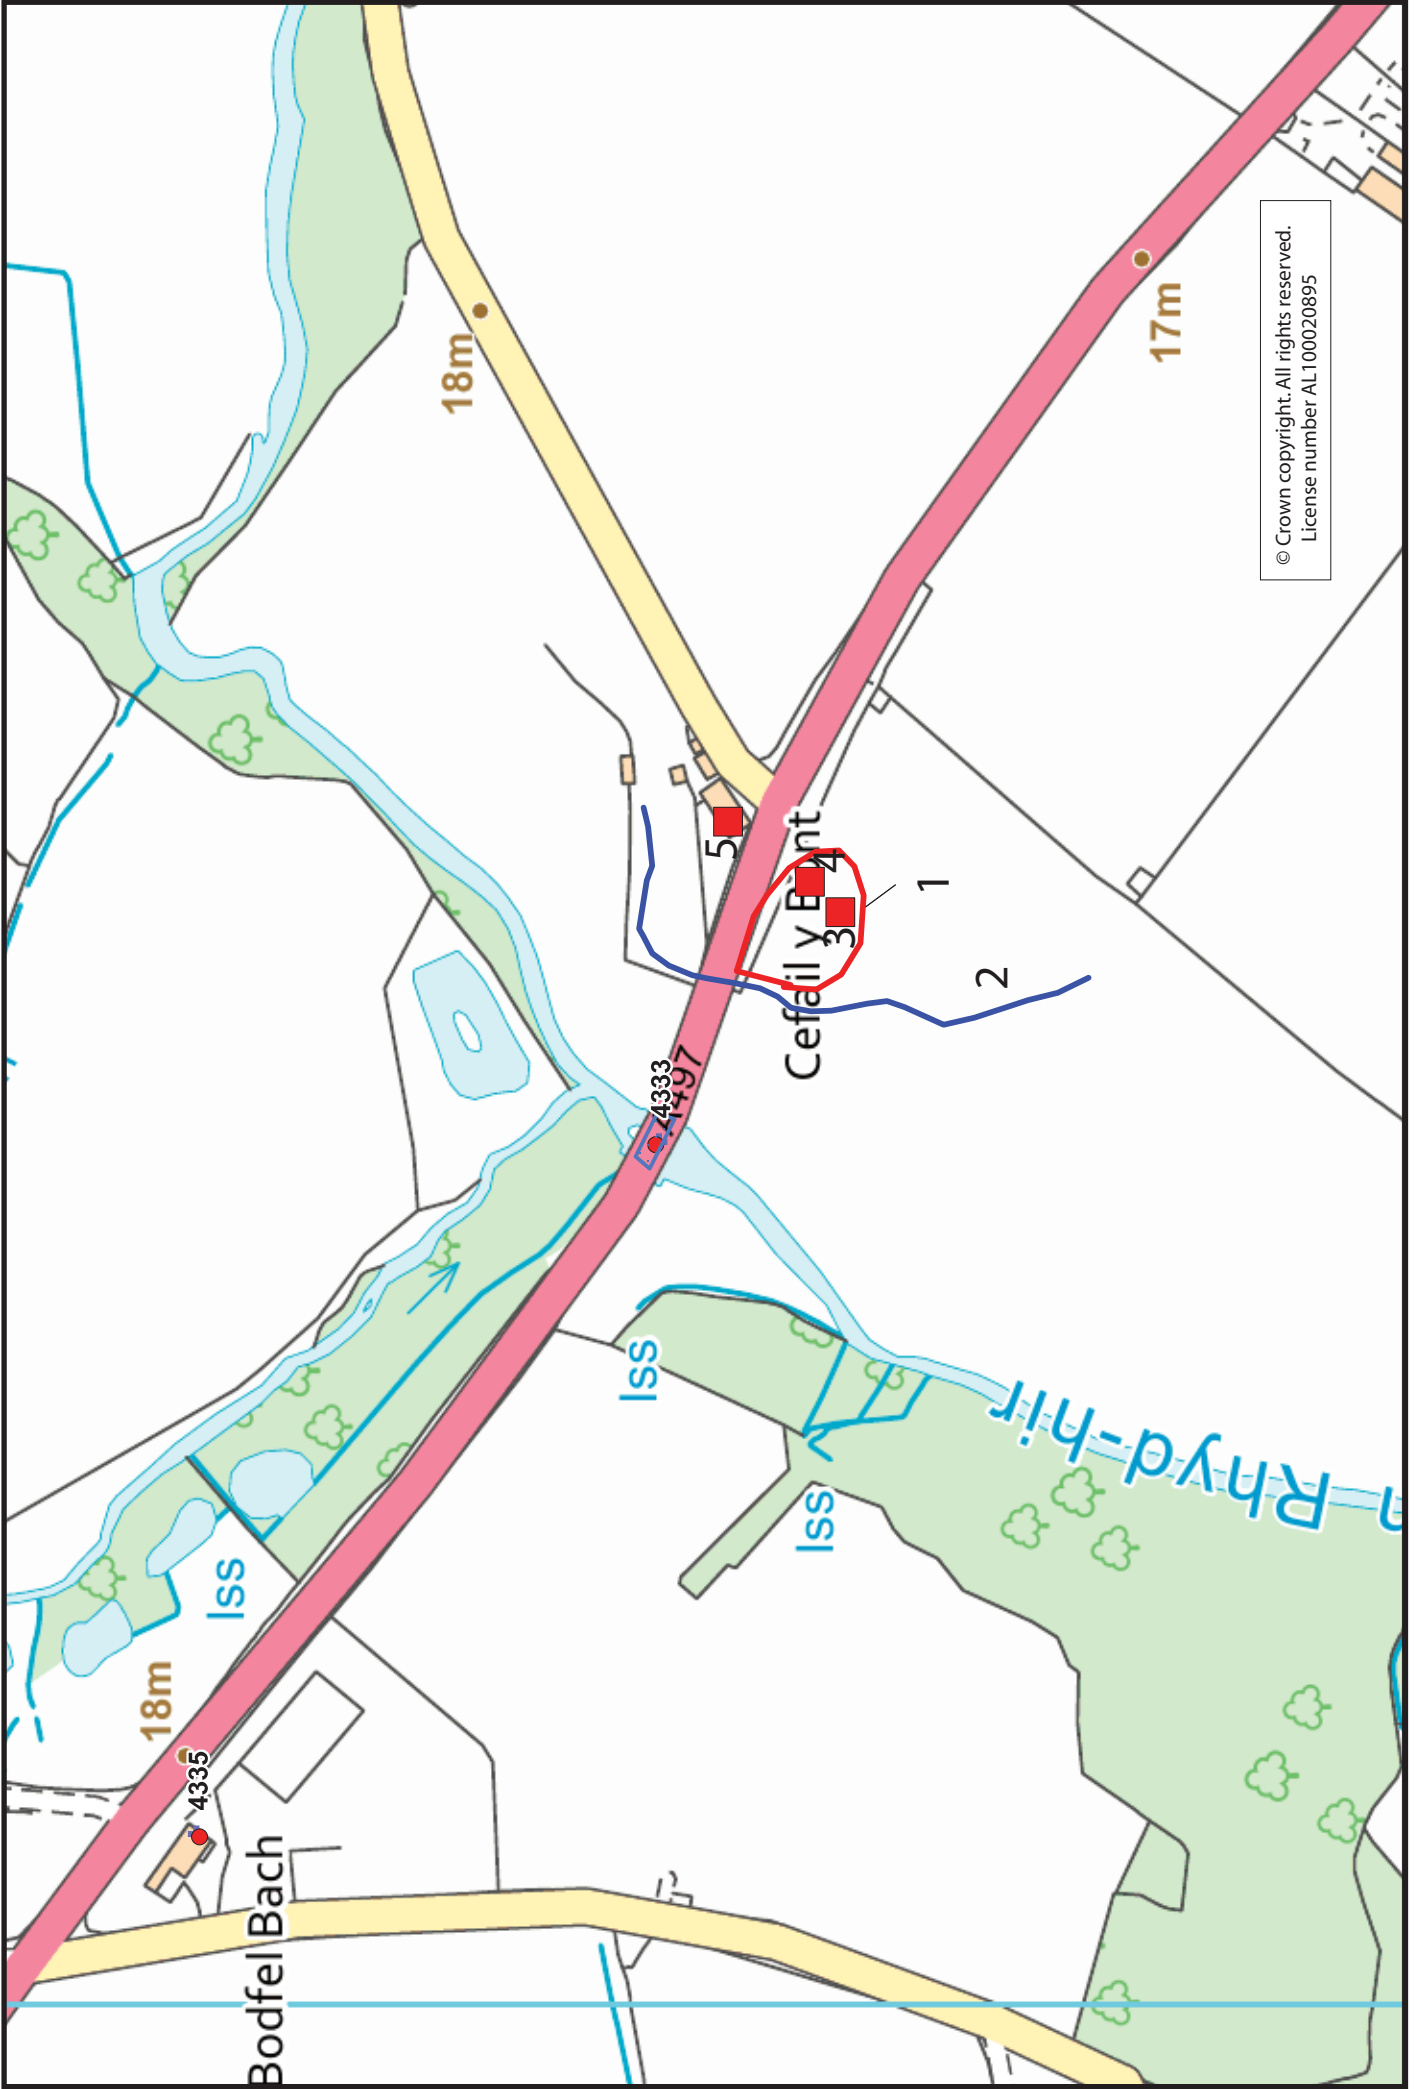 18m
17m
© Crown copyright. All rights reserved.
License number AL100020895
5
4
3
1
2
Cefail y Bont
4333
A497
Iss
Iss
Iss
Rhyd-hir
18m
4335
Bodfel Bach